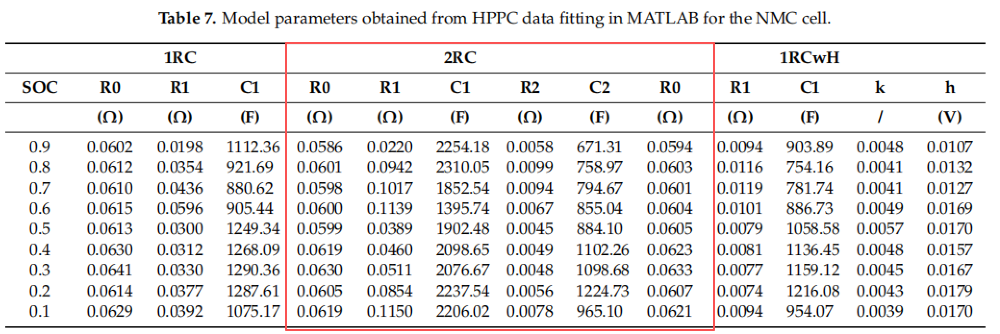 Table 7. Model parameters obtained from HPPC data fitting in MATLAB for the NMC cell.
1RC 2RC 1RCwH
SOC R0 R1 C1 R0 R1 C1 R2 C2 R0 R1 C1 k h
(Ω) (Ω) (F) (Ω) (Ω) (F) (Ω) (F) (Ω) (Ω) (F) / (V)
0.9 0.0602 0.0198 1112.36 0.0586 0.0220 2254.18 0.0058 671.31 0.0594 0.0094 903.89 0.0048 0.0107
0.8 0.0612 0.0354 921.69 0.0601 0.0942 2310.05 0.0099 758.97 0.0603 0.0116 754.16 0.0041 0.0132
0.7 0.0610 0.0436 880.62 0.0598 0.1017 1852.54 0.0094 794.67 0.0601 0.0119 781.74 0.0041 0.0127
0.6 0.0615 0.0596 905.44 0.0600 0.1139 1395.74 0.0067 855.04 0.0604 0.0101 886.73 0.0049 0.0169
0.5 0.0613 0.0300 1249.34 0.0599 0.0389 1902.48 0.0045 884.10 0.0605 0.0079 1058.58 0.0057 0.0170
0.4 0.0630 0.0312 1268.09 0.0619 0.0460 2098.65 0.0049 1102.26 0.0623 0.0081 1136.45 0.0048 0.0157
0.3 0.0641 0.0330 1290.36 0.0630 0.0511 2076.67 0.0048 1098.68 0.0633 0.0077 1159.12 0.0045 0.0167
0.2 0.0614 0.0377 1287.61 0.0605 0.0854 2237.54 0.0056 1224.73 0.0607 0.0074 1216.08 0.0043 0.0179
0.1 0.0629 0.0392 1075.17 0.0619 0.1150 2206.02 0.0078 965.10 0.0621 0.0094 954.07 0.0039 0.0170